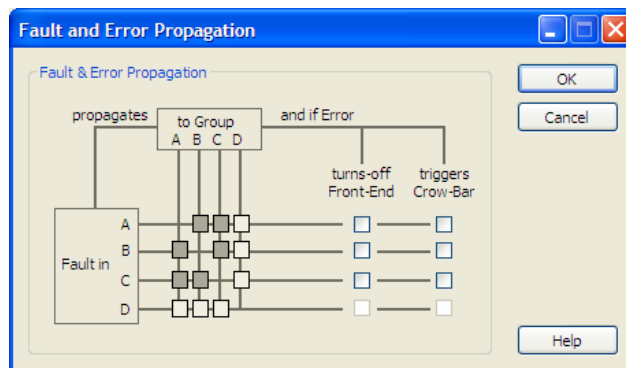 Fault and Error Propagation
Fault & Error Propagation
OK
propagates
to Group
and if Error
Cancel
A B C D
turns-off
Front-End
triggers
Crow-Bar
Fault in
A
B
C
D
Help